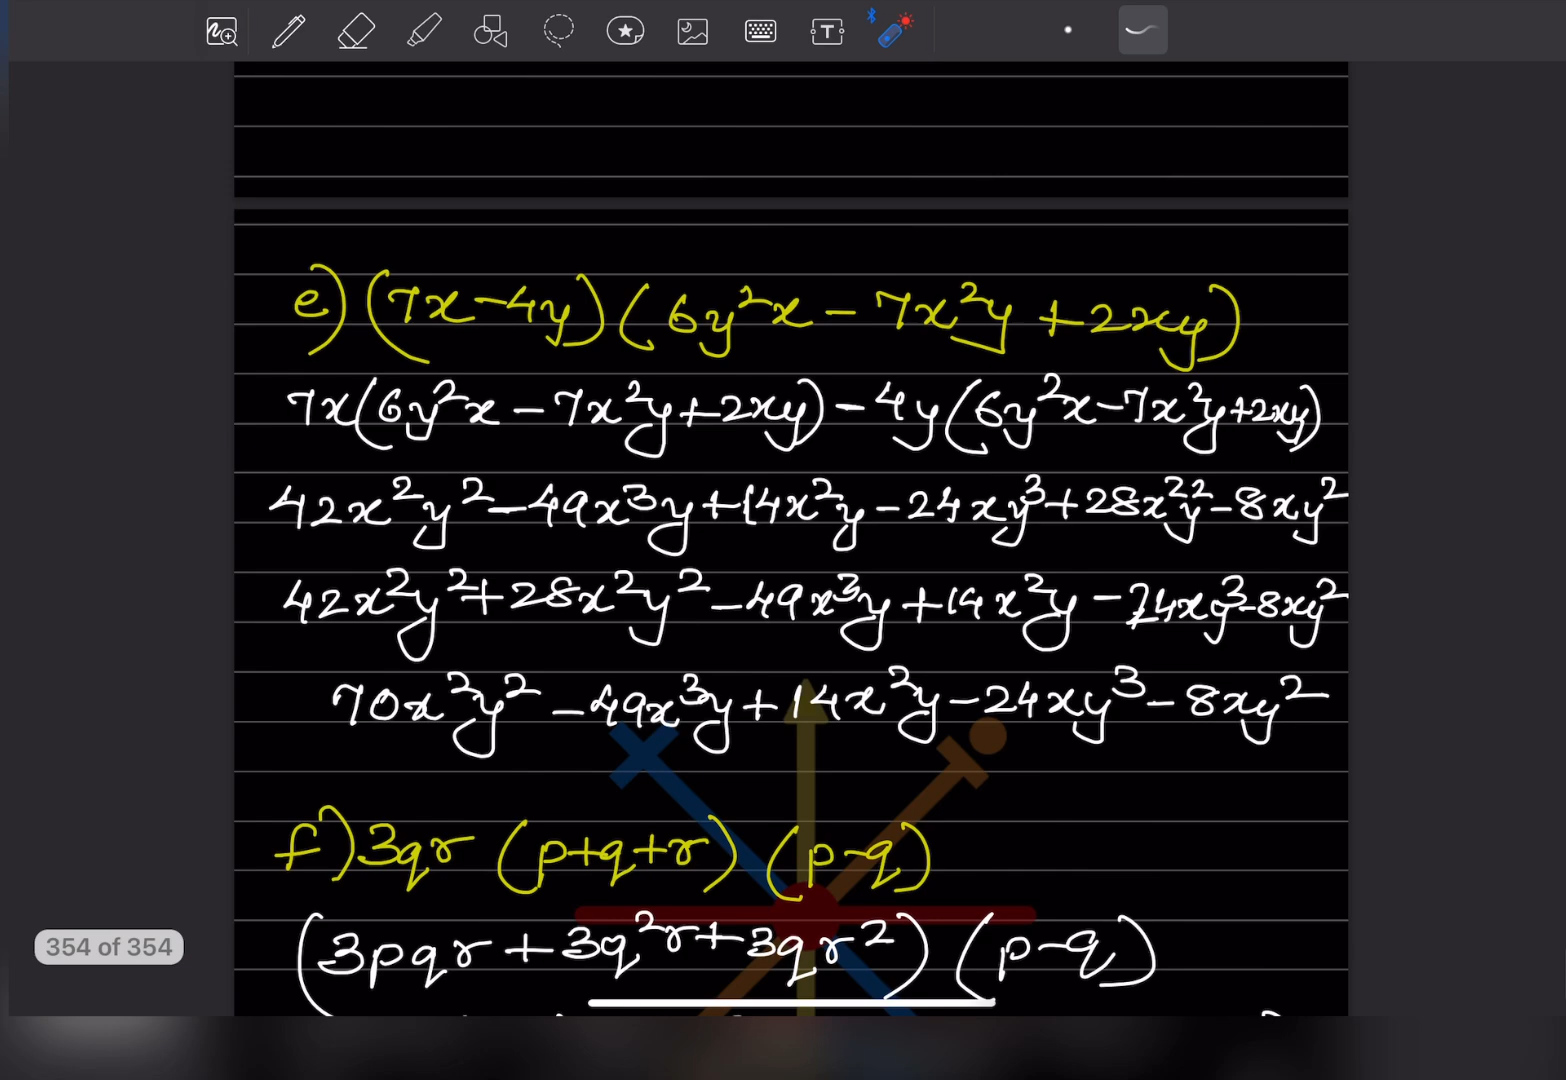 e) (7x-4y) (6y²x - 7x²y + 2xy)
7x(6y²x - 7x²y + 2xy) - 4y(6y²x - 7x²y + 2xy)
42x²y² - 49x³y + 14x²y - 24xy³ + 28x²y² - 8xy²
42x²y² + 28x²y² - 49x³y + 14x²y - 24xy³ - 8xy²
70x²y² - 49x³y + 14x²y - 24xy³ - 8xy²
f) 3qr (p+q+r) (p-q)
(3pqr + 3q²r + 3qr²) (p-q)
354 of 354